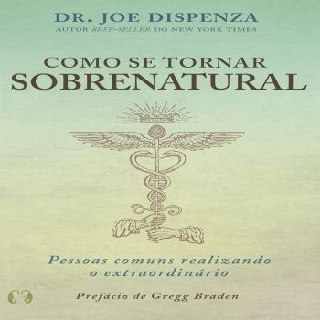 DR. JOE DISPENZA
AUTOR BEST-SELLER DO NEW YORK TIMES
COMO SE TORNAR
SOBRENATURAL
Pessoas comuns realizando
o extraordinário
Prefácio de Gregg Braden